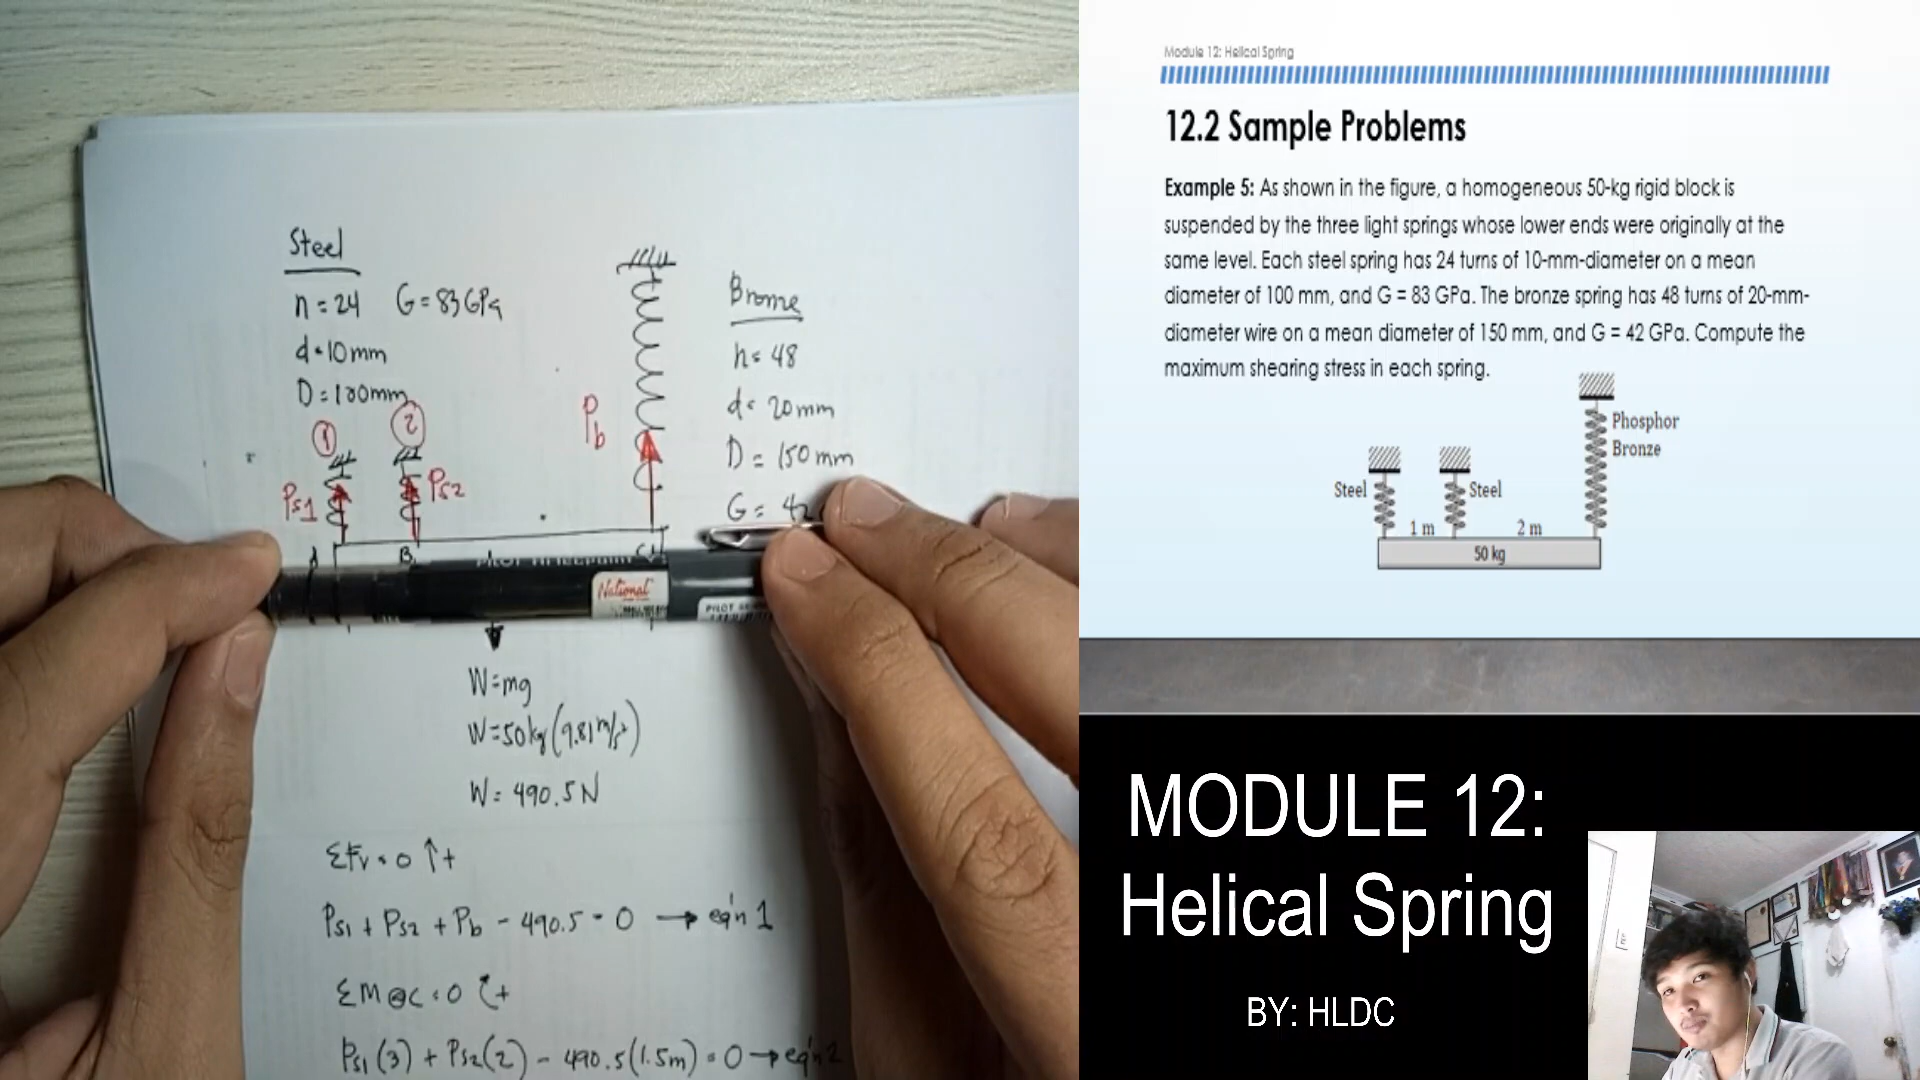 Steel
n = 24 G = 83 GPa
d = 10 mm
D = 100 mm
1 2
Ps1
Ps2
Pb
Bronze
n = 48
d = 20 mm
D = 150 mm
G = 42
A B C
National
PILOT
W = mg
W = 50 kg (9.81 m/s²)
W = 490.5 N
ΣFv = 0 ↑+
Ps1 + Ps2 + Pb - 490.5 = 0 → eq'n 1
ΣM@C = 0 +
Ps1(3) + Ps2(2) - 490.5(1.5m) = 0 → eq'n 2
Module 12: Helical Spring
12.2 Sample Problems
Example 5: As shown in the figure, a homogeneous 50-kg rigid block is
suspended by the three light springs whose lower ends were originally at the
same level. Each steel spring has 24 turns of 10-mm-diameter on a mean
diameter of 100 mm, and G = 83 GPa. The bronze spring has 48 turns of 20-mm-
diameter wire on a mean diameter of 150 mm, and G = 42 GPa. Compute the
maximum shearing stress in each spring.
Phosphor
Bronze
Steel Steel
1 m 2 m
50 kg
MODULE 12:
Helical Spring
BY: HLDC